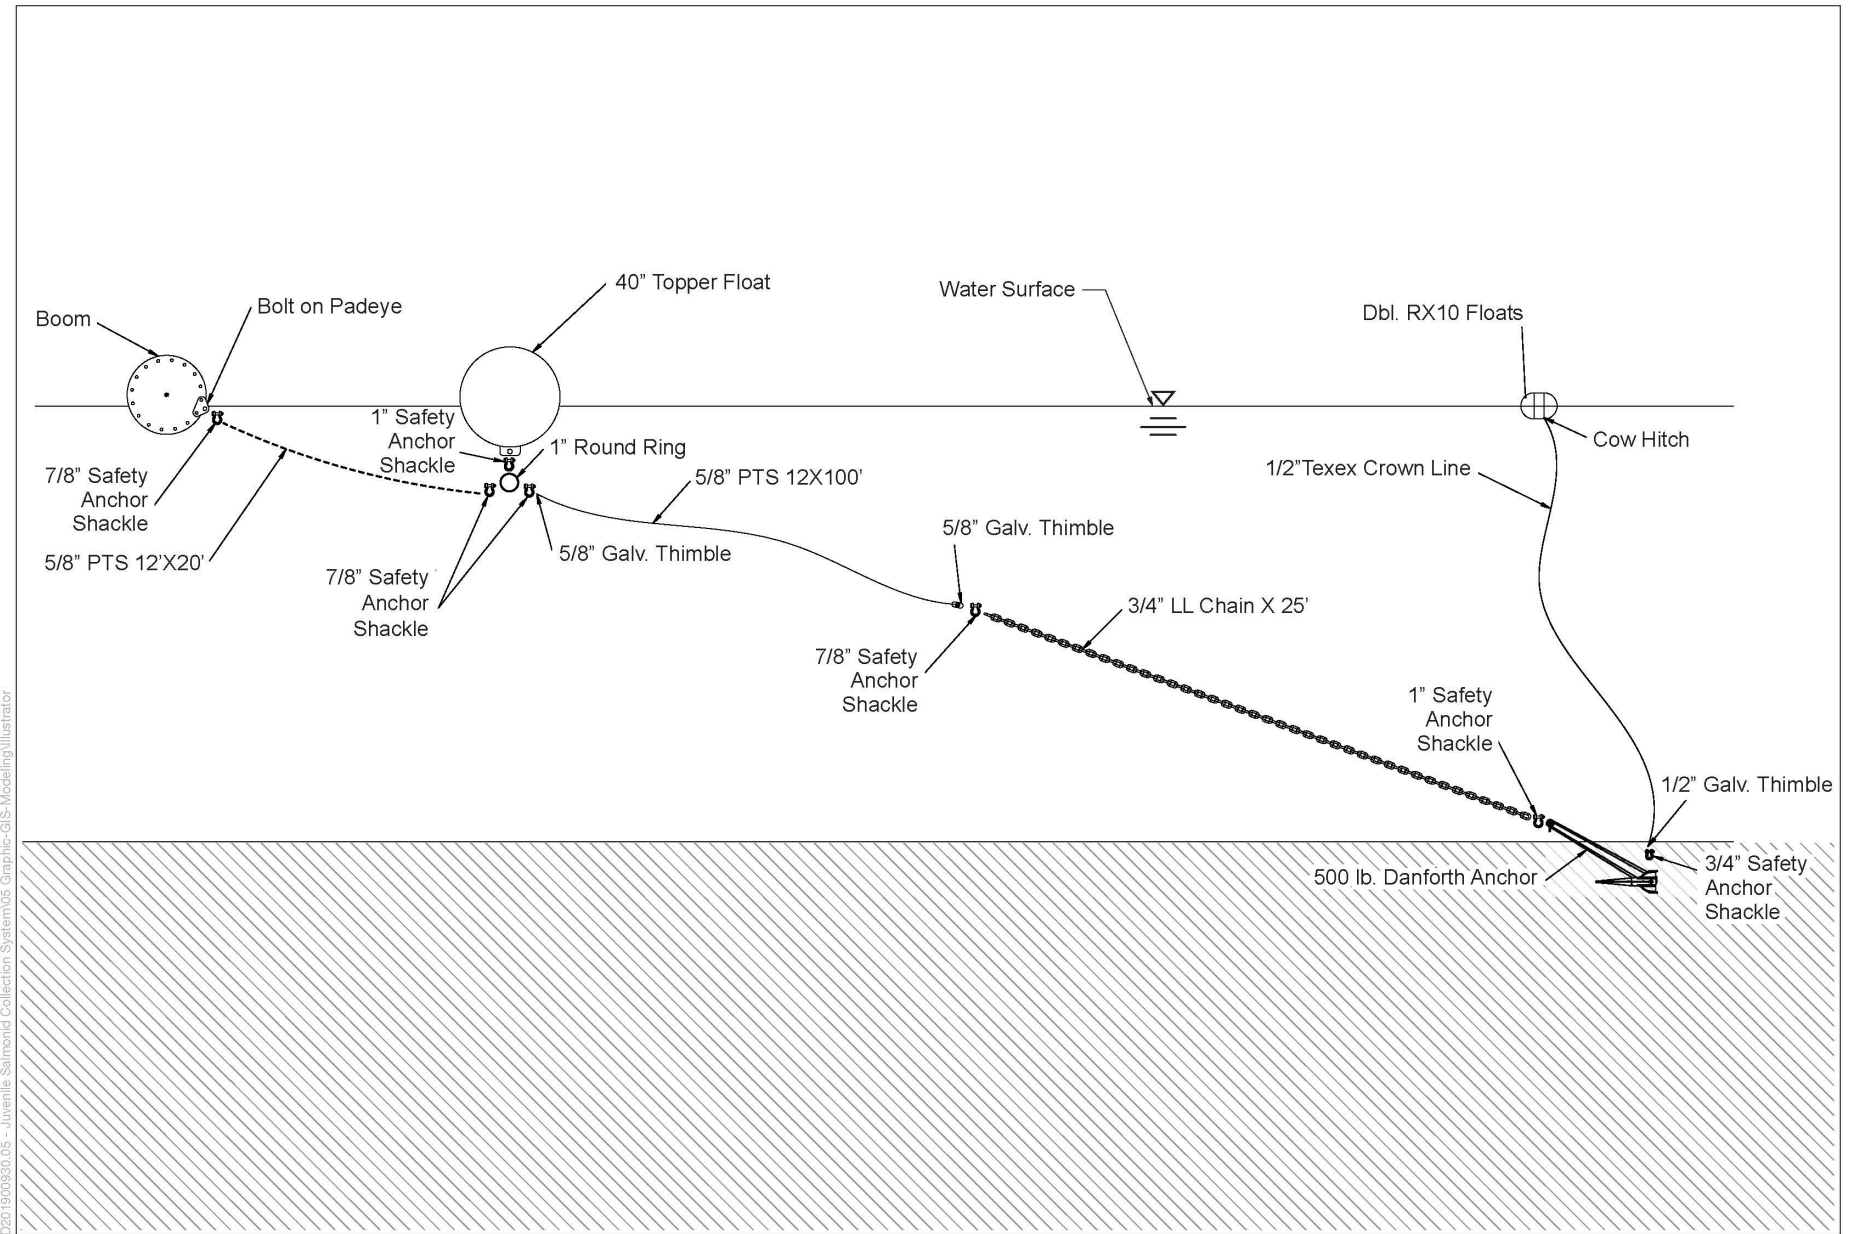 40” Topper Float
Water Surface
Bolt on Padeye
Boom
Dbl. RX10 Floats
1” Safety
Anchor
Shackle
1” Round Ring
Cow Hitch
1/2”Texex Crown Line
7/8” Safety
Anchor
Shackle
5/8” PTS 12X100’
5/8” PTS 12’X20’
5/8” Galv. Thimble
5/8” Galv. Thimble
7/8” Safety
Anchor
Shackle
3/4” LL Chain X 25’
7/8” Safety
Anchor
Shackle
1” Safety
Anchor
Shackle
1/2” Galv. Thimble
500 lb. Danforth Anchor
3/4” Safety
Anchor
Shackle
D201900930.05 - Juvenile Salmonid Collection System\05 Graphic-GIS-Modeling\Illustrator